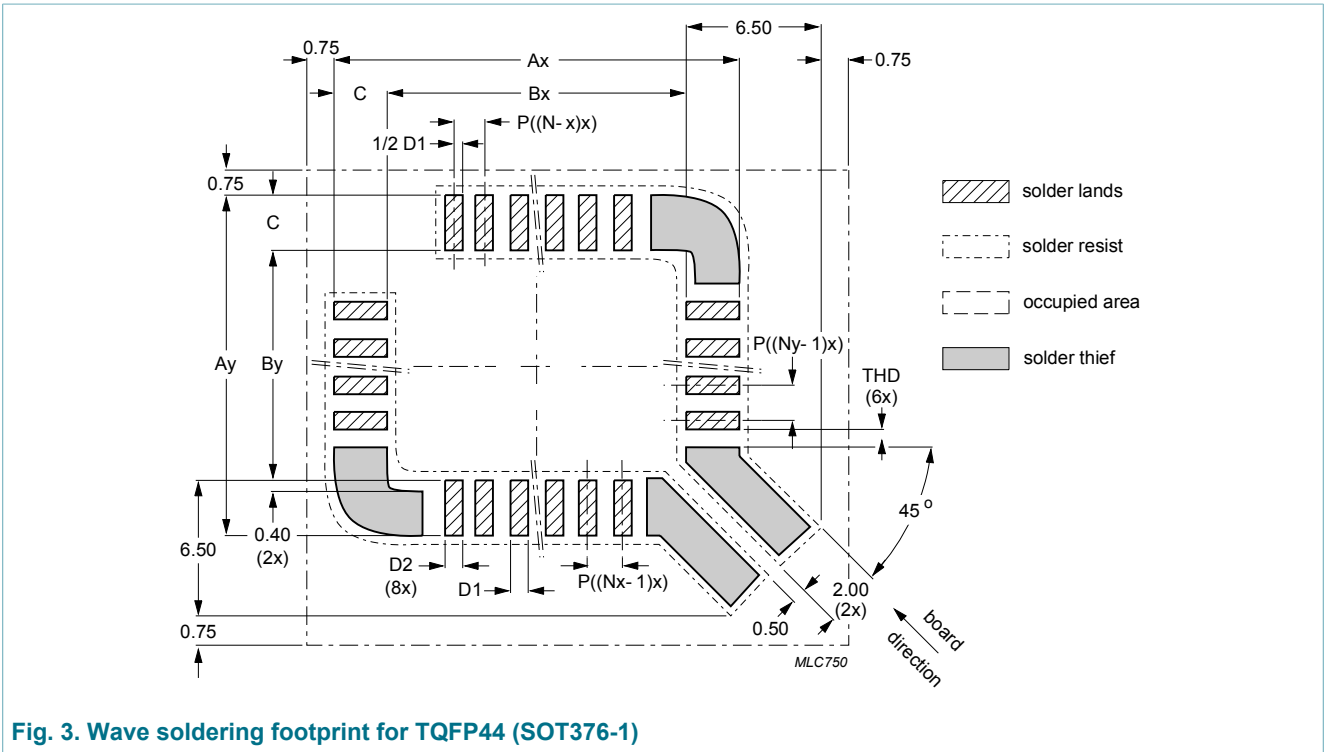 6.50
0.75
Ax
0.75
C
Bx
P((N- x)x)
1/2 D1
0.75
C
solder lands
solder resist
occupied area
solder thief
Ay
By
P((Ny- 1)x)
THD
(6x)
45 o
6.50
0.40
(2x)
D2
(8x)
D1
P((Nx- 1)x)
2.00
(2x)
0.50
board
direction
0.75
MLC750
Fig. 3. Wave soldering footprint for TQFP44 (SOT376-1)